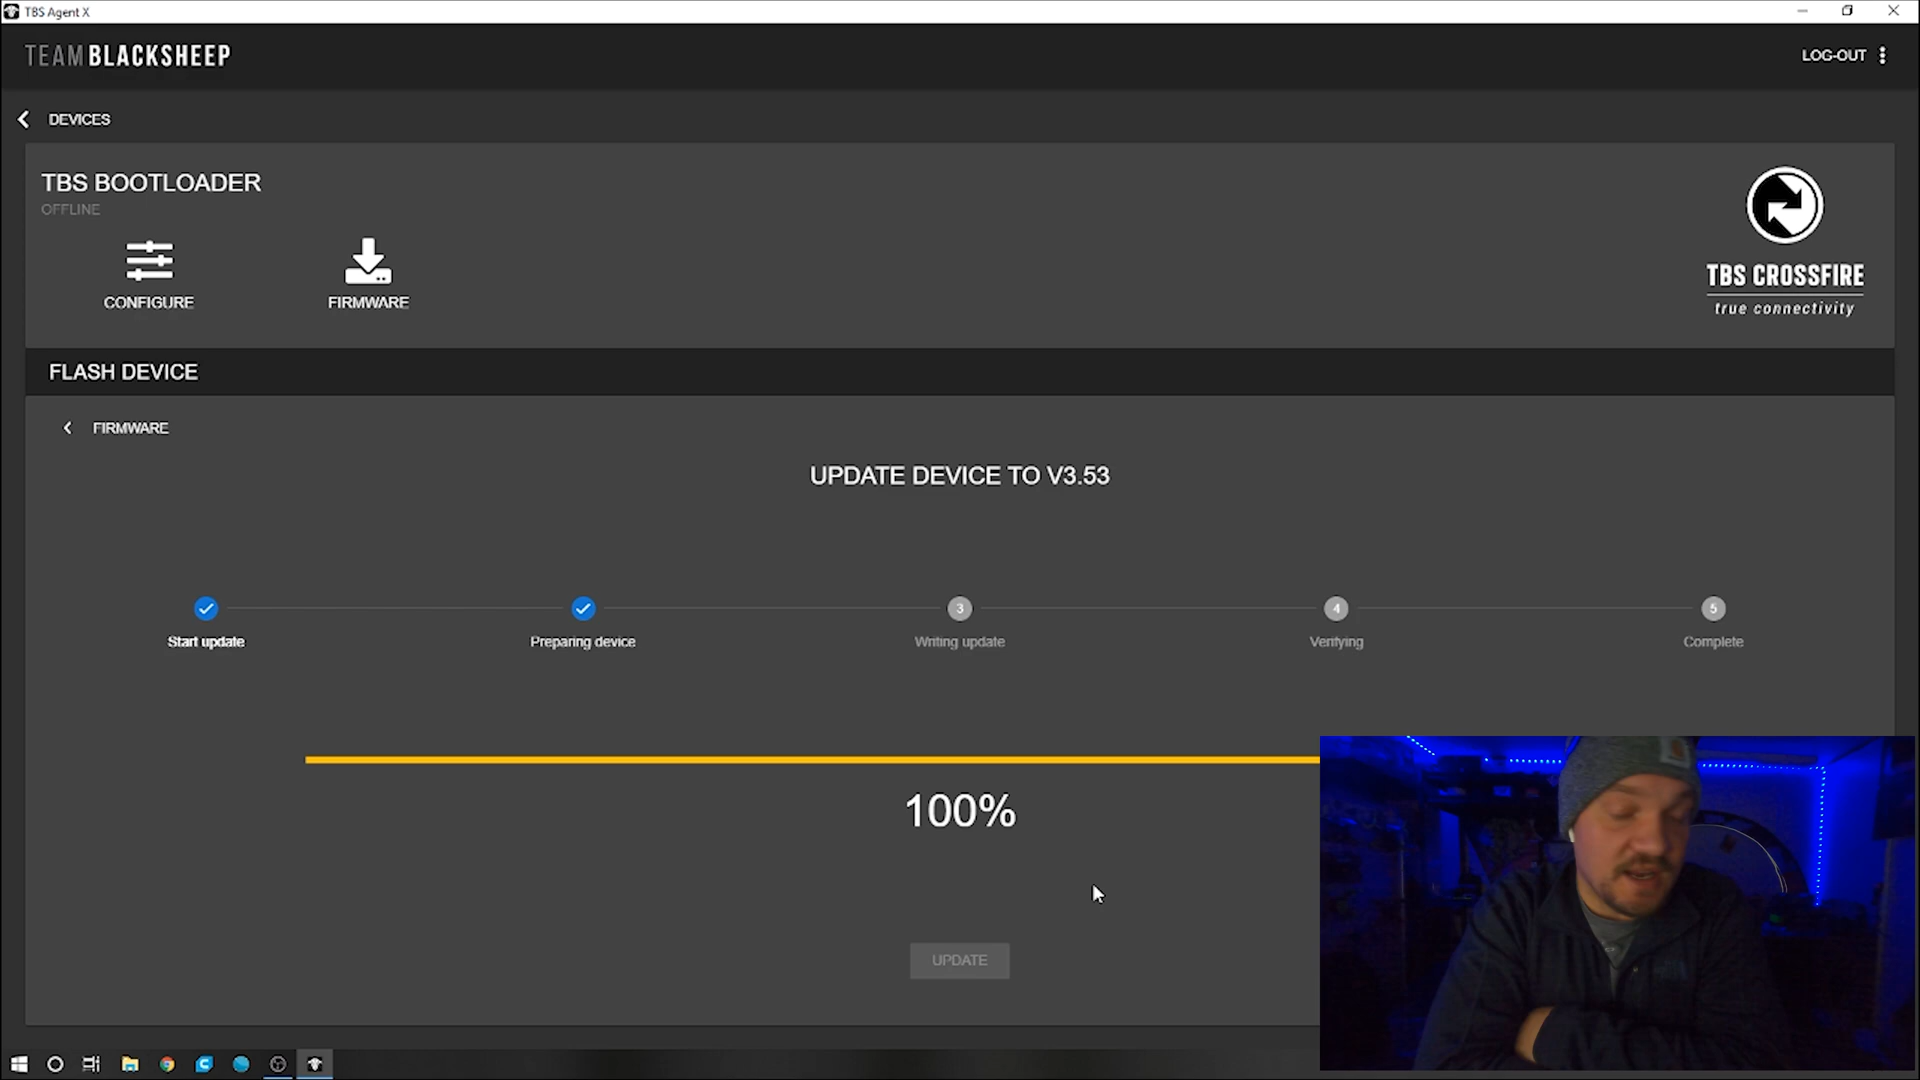 TBS Agent X
TEAMBLACKSHEEP
LOG-OUT
DEVICES
TBS BOOTLOADER
OFFLINE
CONFIGURE
FIRMWARE
TBS CROSSFIRE
true connectivity
FLASH DEVICE
FIRMWARE
UPDATE DEVICE TO V3.53
3
4
5
Start update
Preparing device
Writing update
Verifying
Complete
100%
UPDATE